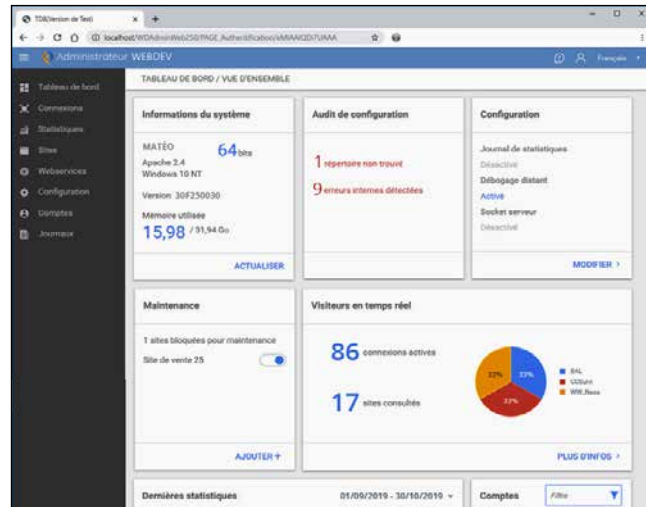 TDB(Version de Test)
localhost/WDAdminWeb250/PAGE_Authentification/
Administrateur WEBDEV
Français
Tableau de bord
Connexions
Statistiques
Sites
Webservices
Configuration
Comptes
Journaux
TABLEAU DE BORD / VUE D'ENSEMBLE
Informations du système
MATÉO
64 bits
Apache 2.4
Windows 10 NT
Version: 30F250030
Mémoire utilisée
15,98 / 31,94 Go
ACTUALISER
Audit de configuration
1 répertoire non trouvé
9 erreurs internes détectées
Configuration
Journal de statistiques
Désactivé
Débogage distant
Activé
Socket serveur
Désactivé
MODIFIER >
Maintenance
1 sites bloquées pour maintenance
Site de vente 25
AJOUTER +
Visiteurs en temps réel
86 connexions actives
17 sites consultés
33%
33%
33%
BAL
PLUS D'INFOS >
Dernières statistiques
01/09/2019 - 30/10/2019
Comptes
Filtre